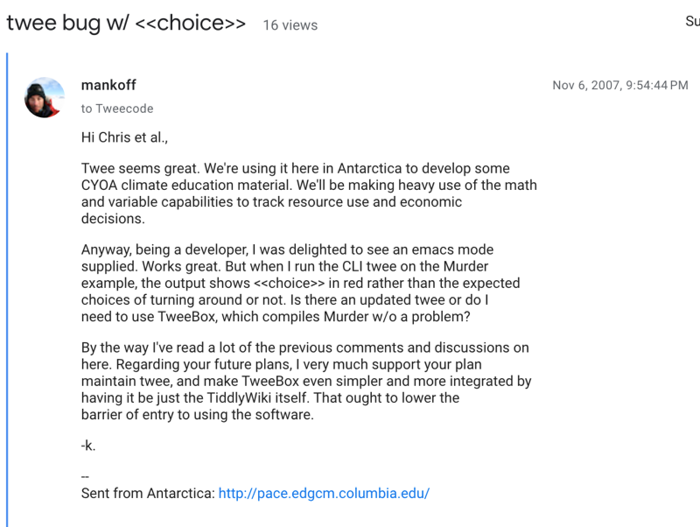 twee bug w/ <<choice>> 16 views
Su
mankoff
Nov 6, 2007, 9:54:44 PM
to Tweecode
Hi Chris et al.,
Twee seems great. We're using it here in Antarctica to develop some
CYOA climate education material. We'll be making heavy use of the math
and variable capabilities to track resource use and economic
decisions.
Anyway, being a developer, I was delighted to see an emacs mode
supplied. Works great. But when I run the CLI twee on the Murder
example, the output shows <<choice>> in red rather than the expected
choices of turning around or not. Is there an updated twee or do I
need to use TweeBox, which compiles Murder w/o a problem?
By the way I've read a lot of the previous comments and discussions on
here. Regarding your future plans, I very much support your plan
maintain twee, and make TweeBox even simpler and more integrated by
having it be just the TiddlyWiki itself. That ought to lower the
barrier of entry to using the software.
-k.
--
Sent from Antarctica: http://pace.edgcm.columbia.edu/